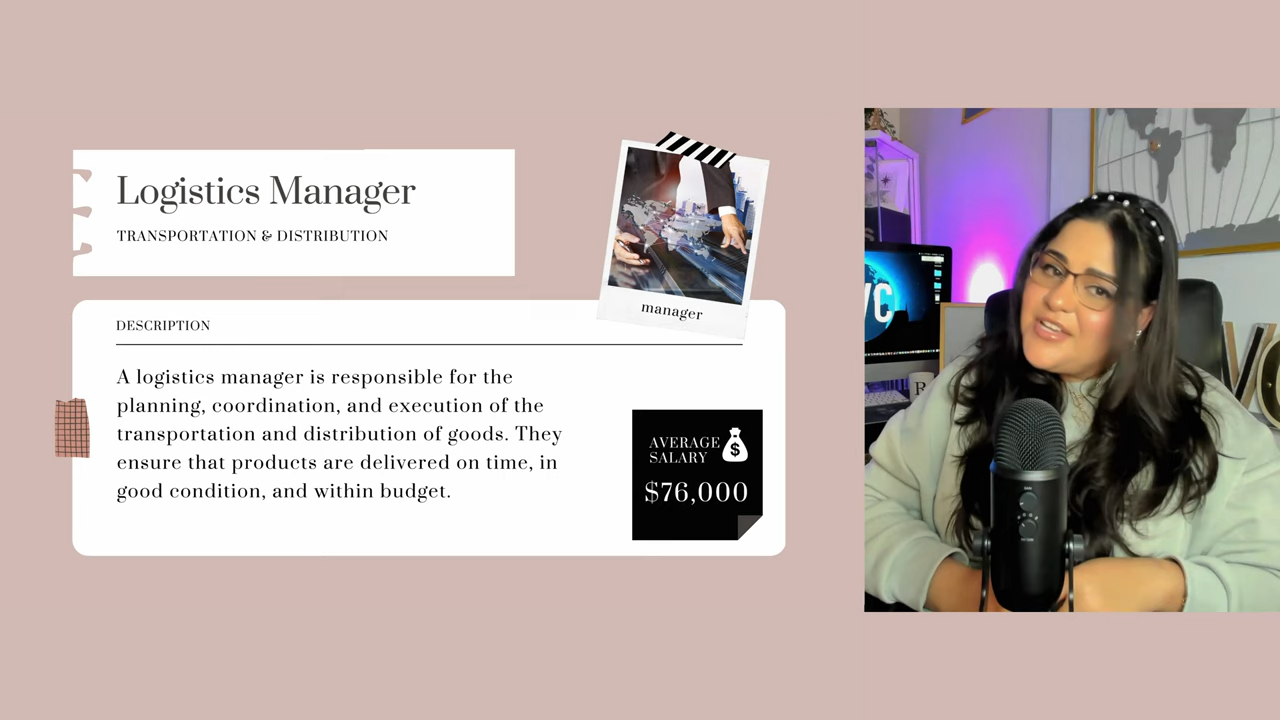 Logistics Manager
TRANSPORTATION & DISTRIBUTION
manager
DESCRIPTION
A logistics manager is responsible for the
planning, coordination, and execution of the
transportation and distribution of goods. They
ensure that products are delivered on time, in
good condition, and within budget.
AVERAGE
SALARY
$
$76,000
VC
R